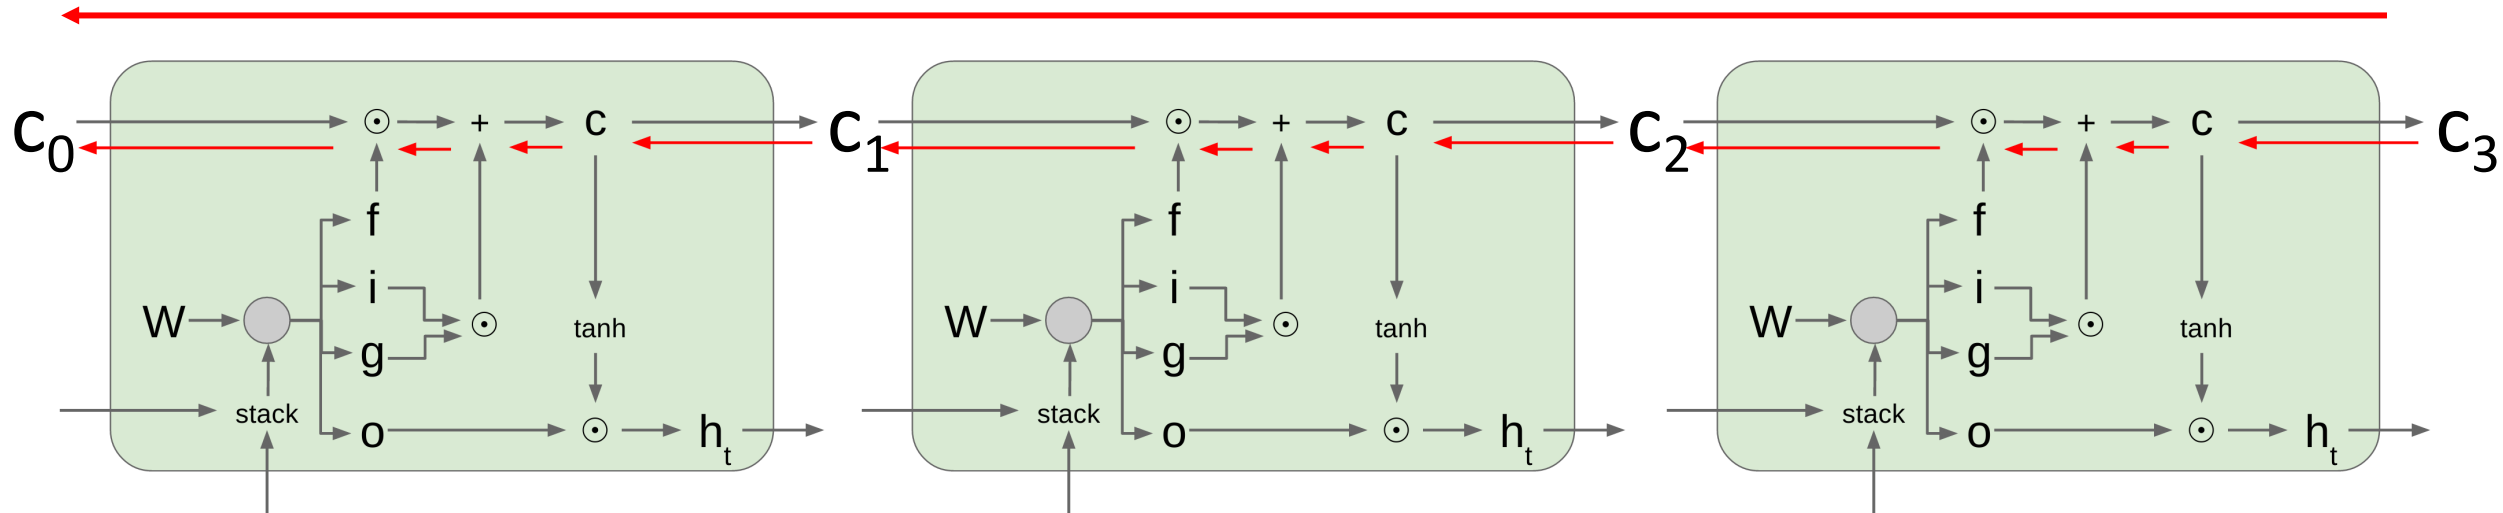 c₀ ⊙ + c c₁ ⊙ + c c₂ ⊙ + c c₃
f f f
i i i
W ⊙ tanh W ⊙ tanh W ⊙ tanh
g g g
stack stack stack
o ⊙ hₜ o ⊙ hₜ o ⊙ hₜ